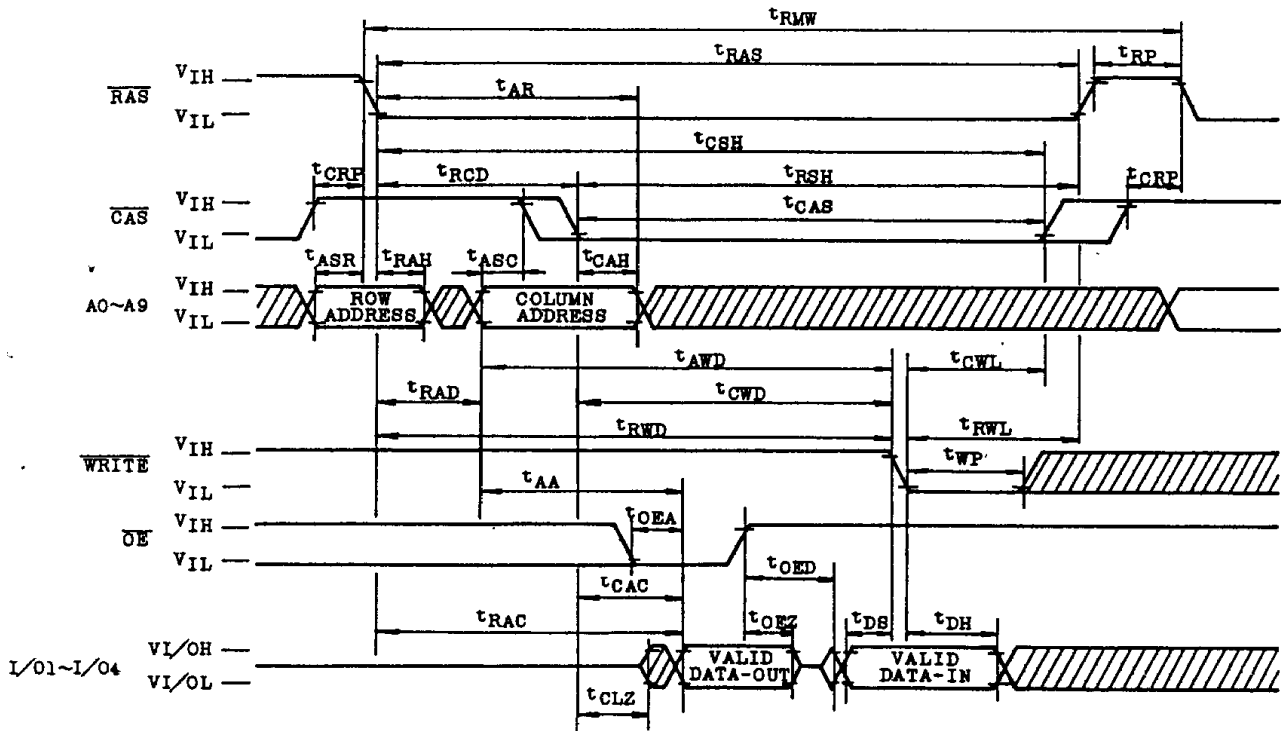 tRMW
tRAS
tRP
VIH
RAS
tAR
VIL
tCSH
tCRP
tRCD
tRSH
tCRP
VIH
CAS
tCAS
VIL
tASR
tRAH
tASC
tCAH
VIH
A0~A9
ROW ADDRESS
COLUMN ADDRESS
VIL
tAWD
tCWL
tRAD
tCWD
tRWD
tRWL
VIH
WRITE
tWP
VIL
tAA
VIH
tOEA
OE
VIL
tOED
tCAC
tRAC
tOEZ
tDS
tDH
VI/OH
I/O1~I/O4
VALID DATA-OUT
VALID DATA-IN
VI/OL
tCLZ